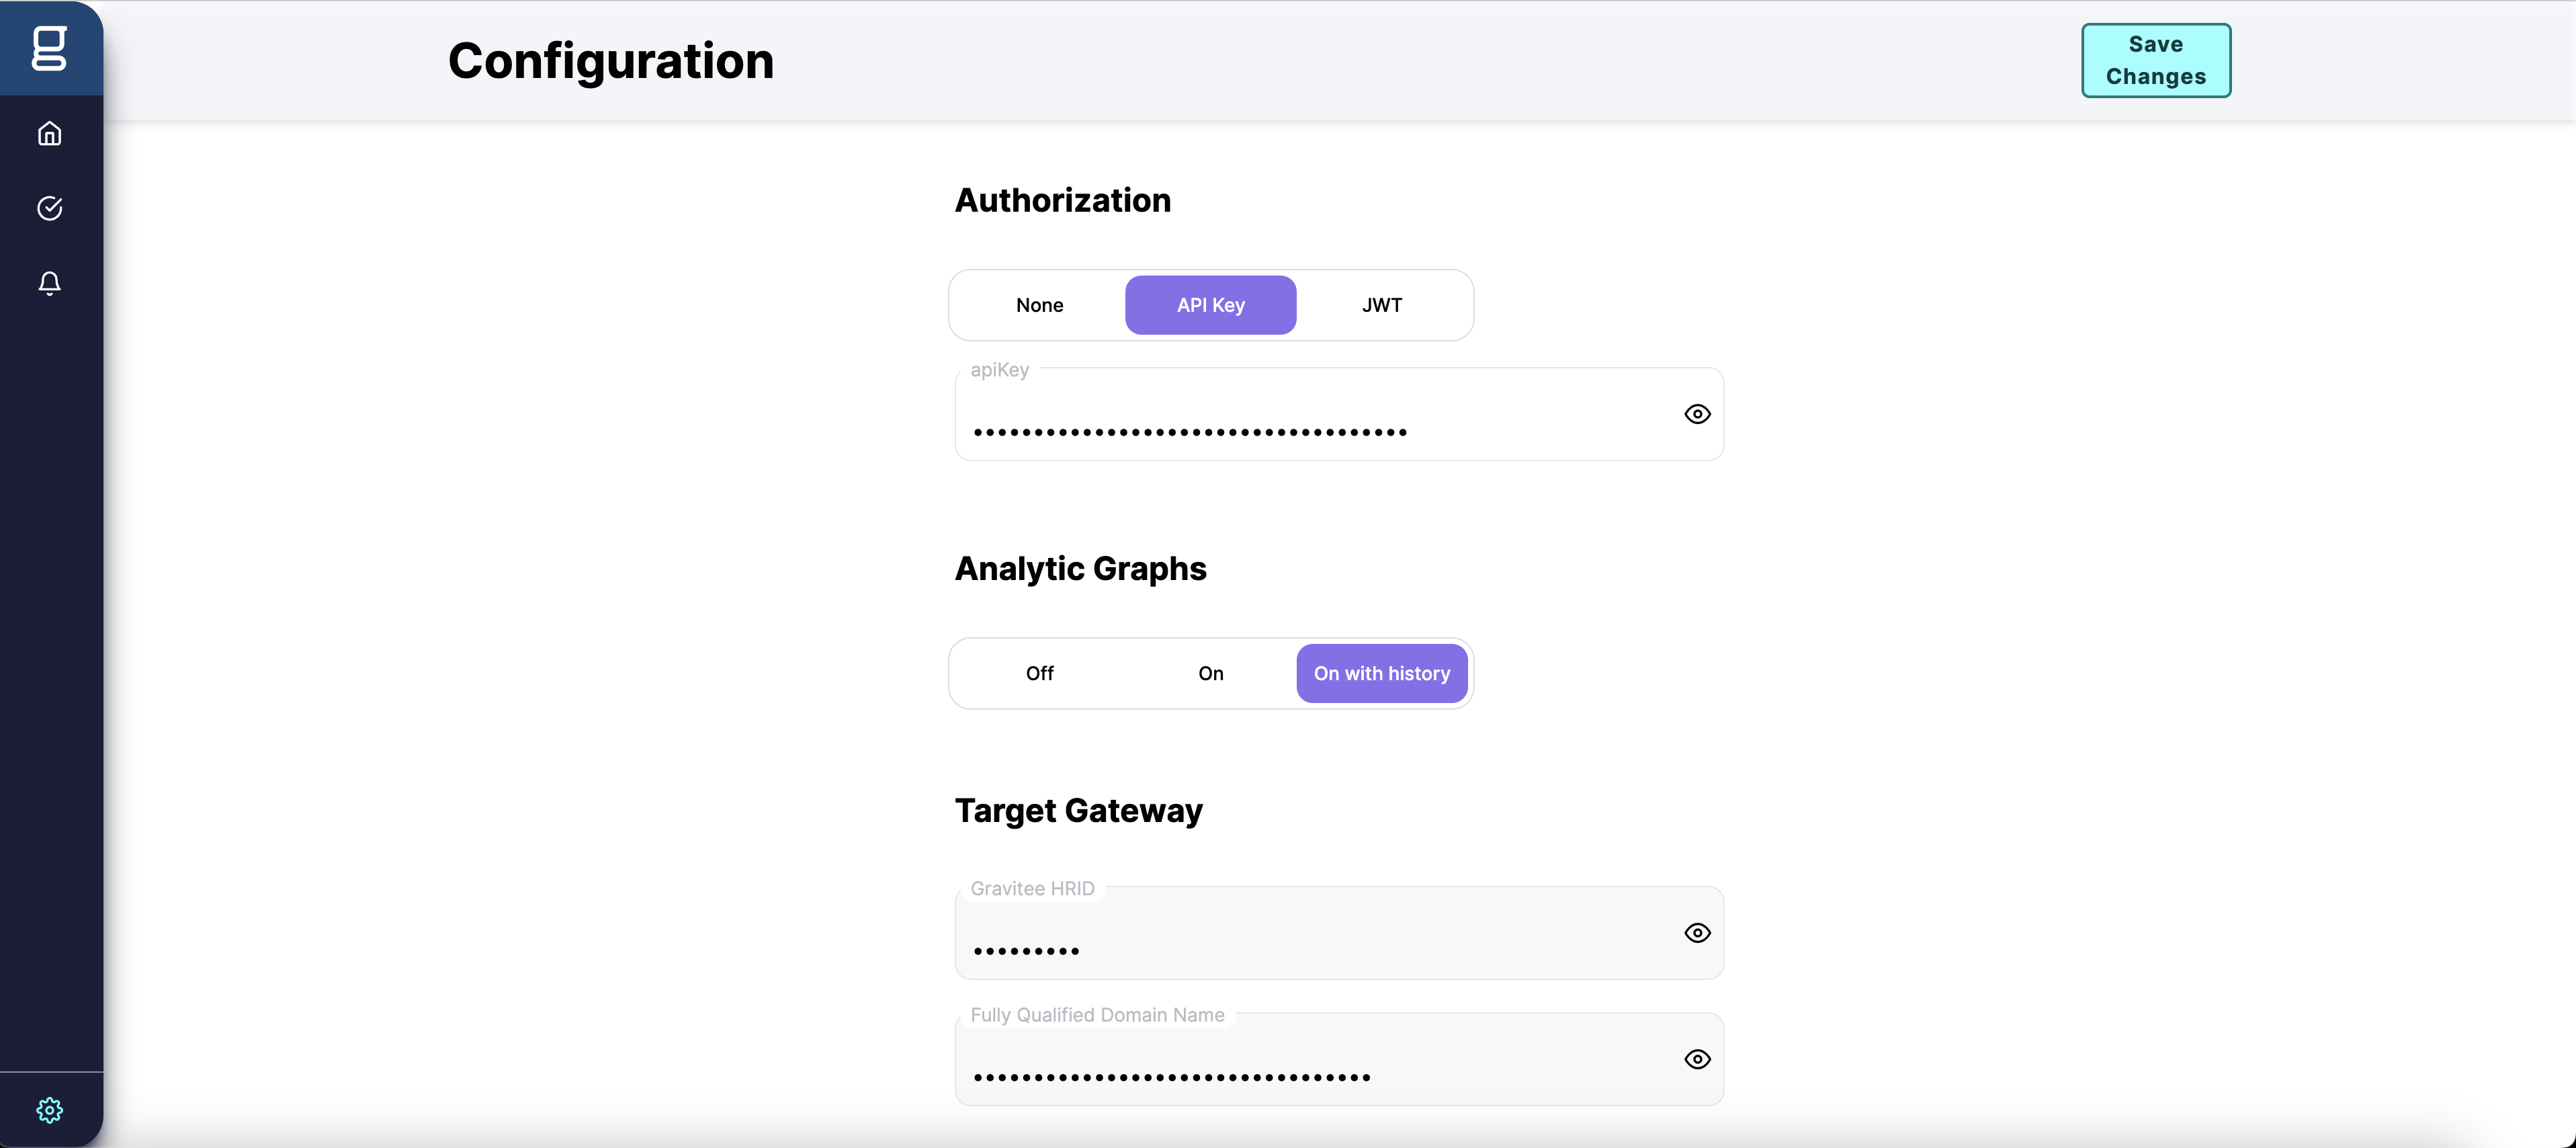 g
Configuration
Save
Changes
Authorization
None API Key JWT
apiKey
••••••••••••••••••••••••••••••••••••
Analytic Graphs
Off On On with history
Target Gateway
Gravitee HRID
•••••••••
Fully Qualified Domain Name
•••••••••••••••••••••••••••••••••